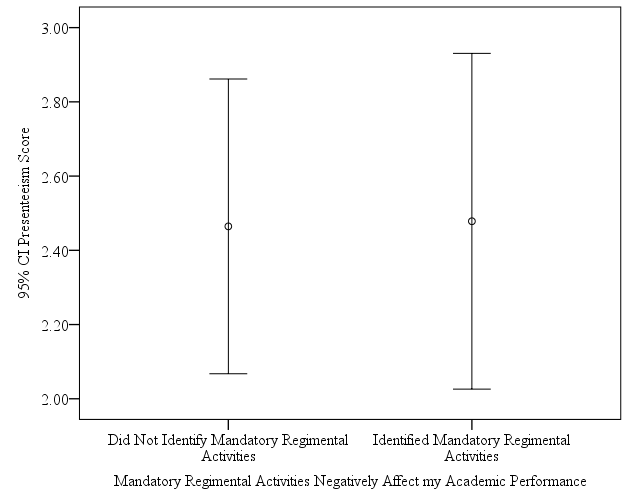 3.00
2.80
2.60
2.40
2.20
2.00
95% CI Presenteeism Score
Did Not Identify Mandatory Regimental
Activities
Identified Mandatory Regimental
Activities
Mandatory Regimental Activities Negatively Affect my Academic Performance